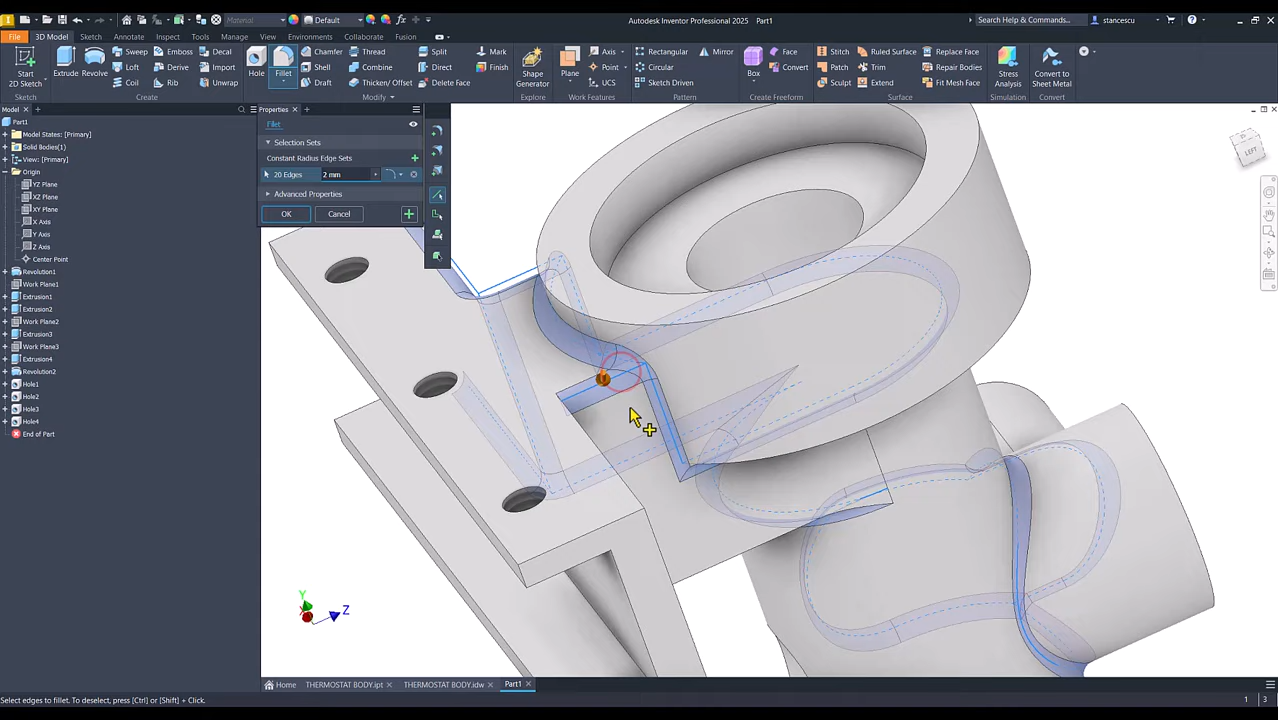 Material
Default
Autodesk Inventor Professional 2025 Part1
Search Help & Commands...
stancescu
File 3D Model Sketch Annotate Inspect Tools Manage View Environments Collaborate Fusion
Start
2D Sketch
Sketch
Extrude
Revolve
Sweep
Loft
Coil
Emboss
Derive
Rib
Decal
Import
Unwrap
Create
Hole
Fillet
Chamfer
Shell
Draft
Thread
Combine
Thicken/ Offset
Split
Direct
Delete Face
Modify
Mark
Finish
Shape
Generator
Explore
Plane
Axis
Point
UCS
Work Features
Rectangular
Circular
Sketch Driven
Mirror
Pattern
Box
Face
Convert
Create Freeform
Stitch
Patch
Sculpt
Ruled Surface
Trim
Extend
Replace Face
Repair Bodies
Fit Mesh Face
Surface
Stress
Analysis
Simulation
Convert to
Sheet Metal
Convert
Model
Part1
Model States: [Primary]
Solid Bodies(1)
View: [Primary]
Origin
YZ Plane
XZ Plane
XY Plane
X Axis
Y Axis
Z Axis
Center Point
Revolution1
Work Plane1
Extrusion1
Extrusion2
Work Plane2
Extrusion3
Work Plane3
Extrusion4
Revolution2
Hole1
Hole2
Hole3
Hole4
End of Part
Properties
Fillet
Selection Sets
Constant Radius Edge Sets
20 Edges 2 mm
Advanced Properties
OK Cancel
LEFT
Y
Z
Home THERMOSTAT BODY.ipt THERMOSTAT BODY.idw Part1
Select edges to fillet. To deselect, press [Ctrl] or [Shift] + Click.
1 3